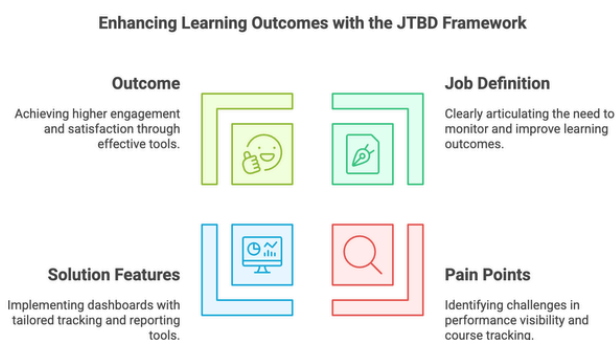 Enhancing Learning Outcomes with the JTBD Framework
Outcome
Achieving higher engagement
and satisfaction through
effective tools.
Job Definition
Clearly articulating the need to
monitor and improve learning
outcomes.
Solution Features
Implementing dashboards with
tailored tracking and reporting
tools.
Pain Points
Identifying challenges in
performance visibility and
course tracking.